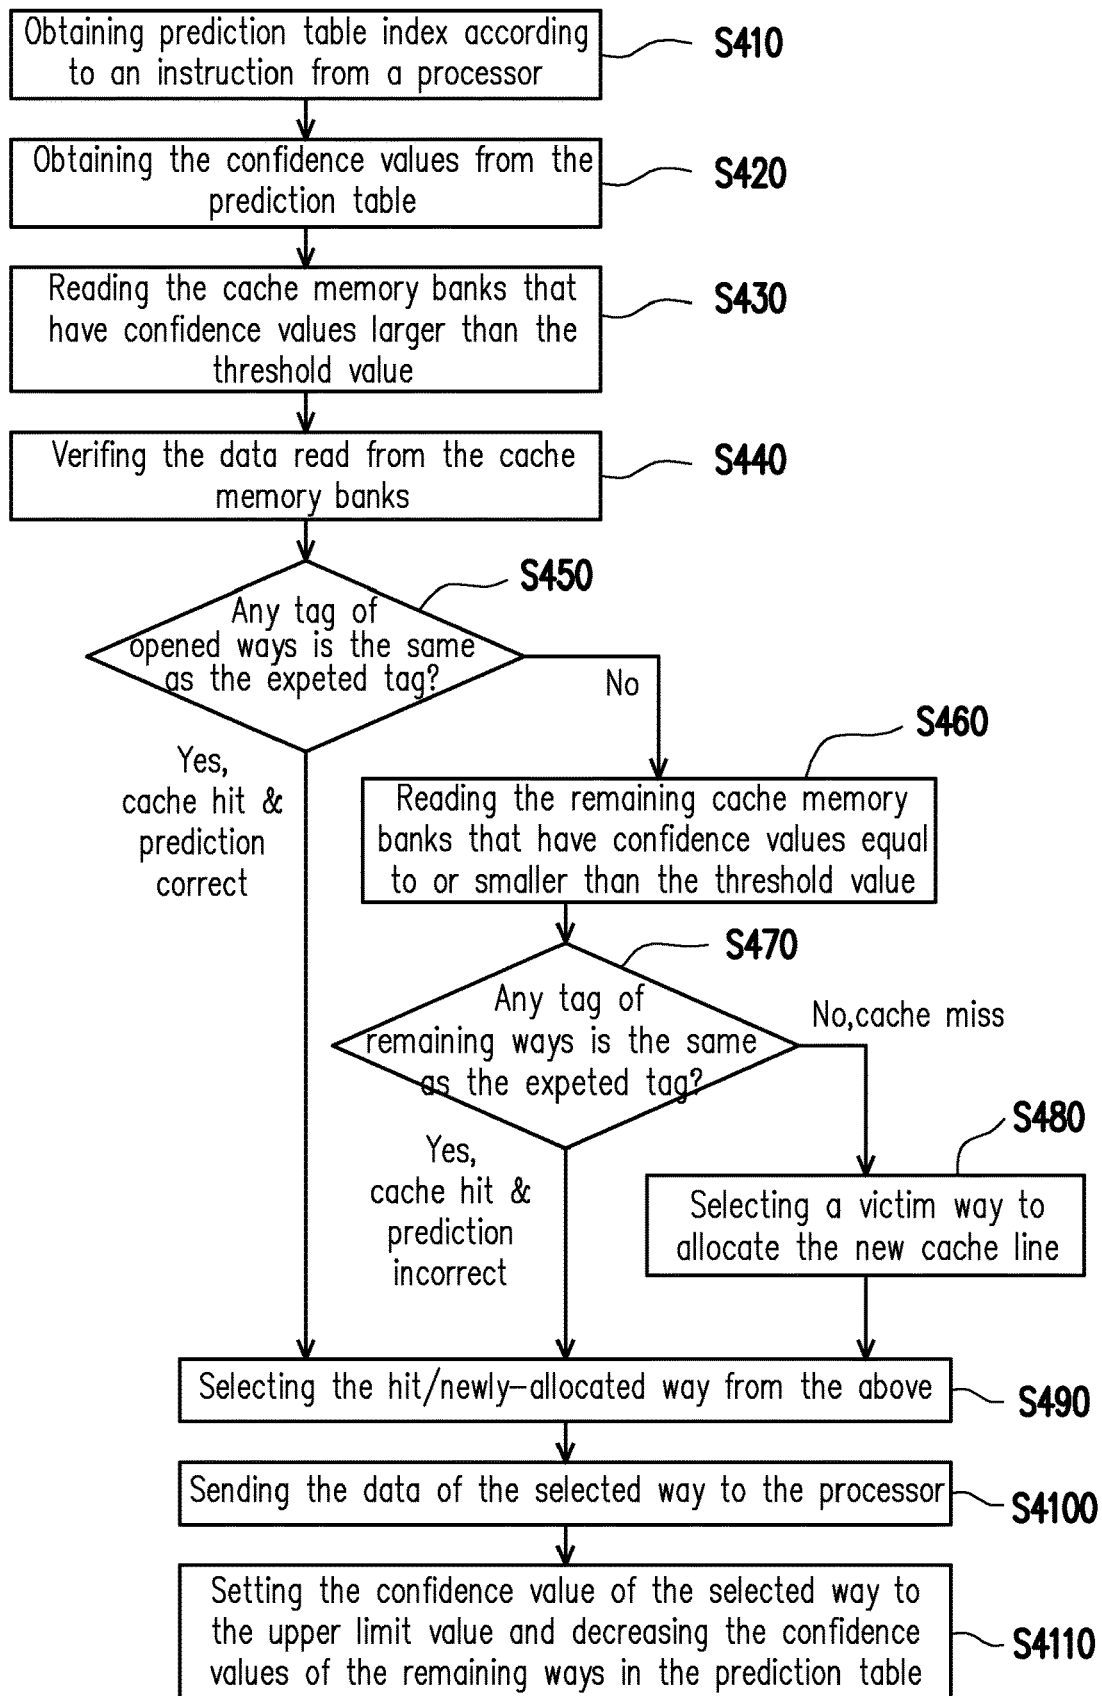 Obtaining prediction table index according
to an instruction from a processor
S410
Obtaining the confidence values from the
prediction table
S420
Reading the cache memory banks that
have confidence values larger than the
threshold value
S430
Verifing the data read from the cache
memory banks
S440
Any tag of
opened ways is the same
as the expeted tag?
S450
No
Yes,
cache hit &
prediction
correct
S460
Reading the remaining cache memory
banks that have confidence values equal
to or smaller than the threshold value
S470
Any tag of
remaining ways is the same
as the expeted tag?
No,cache miss
Yes,
cache hit &
prediction
incorrect
S480
Selecting a victim way to
allocate the new cache line
Selecting the hit/newly-allocated way from the above
S490
Sending the data of the selected way to the processor
S4100
Setting the confidence value of the selected way to
the upper limit value and decreasing the confidence
values of the remaining ways in the prediction table
S4110